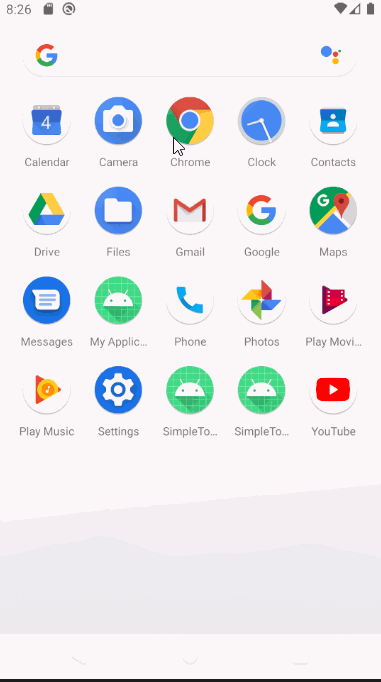 8:26
G
4
Calendar Camera Chrome Clock Contacts
G G
Drive Files Gmail Google Maps
Messages My Applic... Phone Photos Play Movi...
Play Music Settings SimpleTo... SimpleTo... YouTube